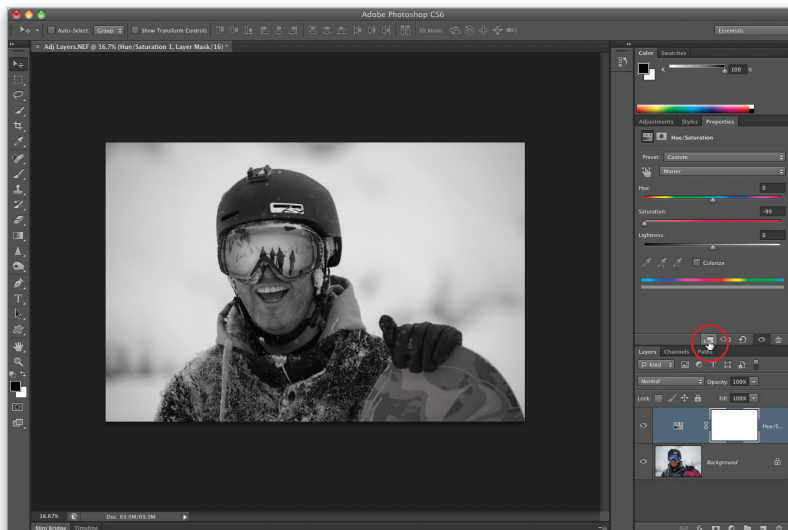 Adobe Photoshop CS6
Auto-Select: Group Show Transform Controls 3D Mode: Essentials
× Adj Layers.NEF @ 16.7% (Hue/Saturation 1, Layer Mask/16) *
Color Swatches
K 100 %
Adjustments Styles Properties
Hue/Saturation
Preset: Custom
Master
Hue: 0
Saturation: -99
Lightness: 0
Colorize
Layers Channels Paths
Kind
Normal Opacity: 100%
Lock: Fill: 100%
Hue/S...
Background
16.67% Doc: 63.0M/63.0M
Mini Bridge Timeline